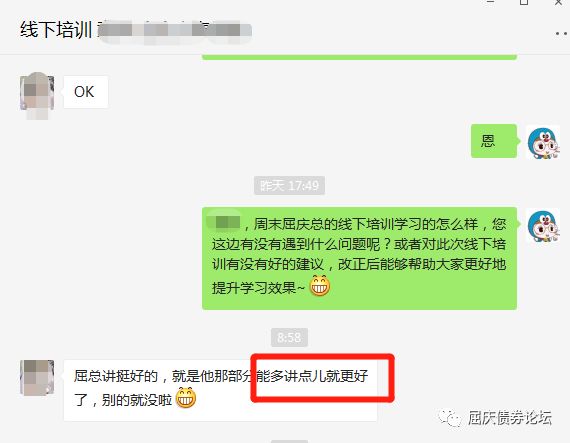 线下培训
OK
恩
昨天 17:49
，周末屈庆总的线下培训学习的怎么样，您
这边有没有遇到什么问题呢？或者对此次线下培
训有没有好的建议，改正后能够帮助大家更好地
提升学习效果~
8:58
屈总讲挺好的，就是他那部分能多讲点儿就更好
了，别的就没啦
屈庆债券论坛